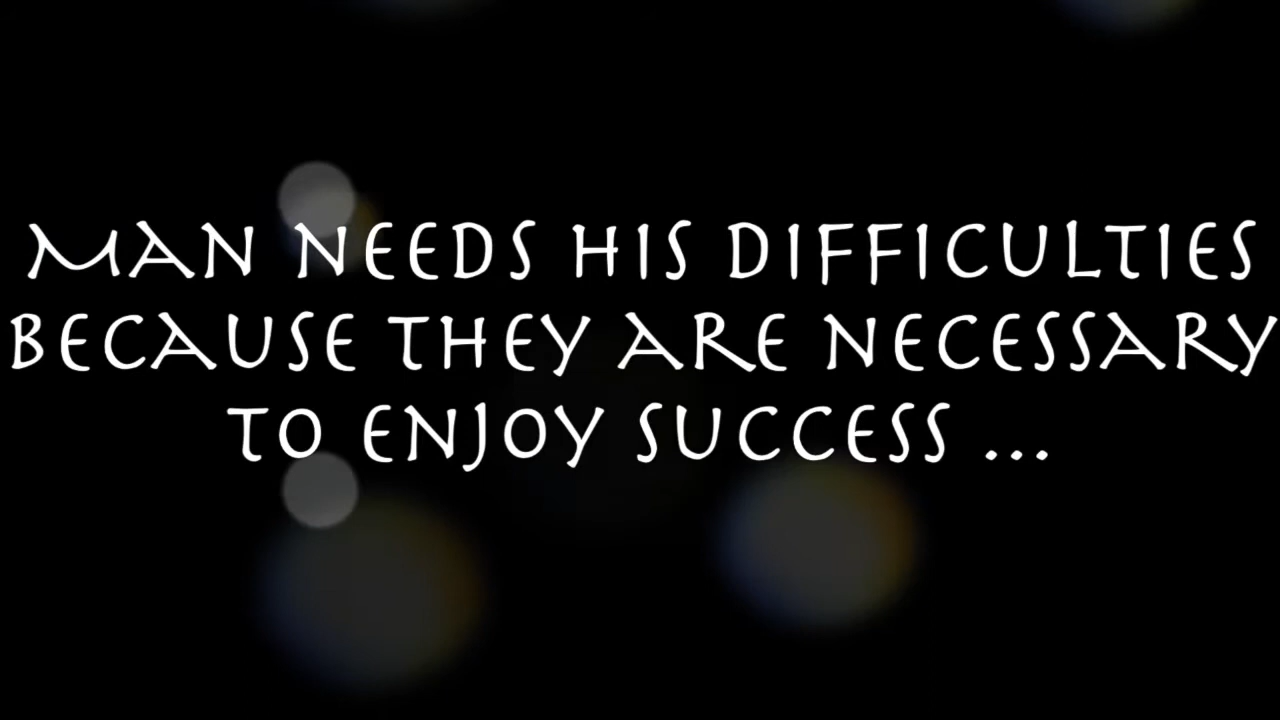 MAN NEEDS HIS DIFFICULTIES
BECAUSE THEY ARE NECESSARY
TO ENJOY SUCCESS ...